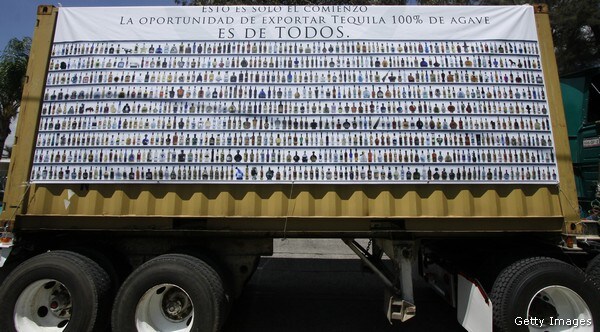 Esto es solo el comienzo
La oportunidad de exportar Tequila 100% de agave
es de TODOS.
Getty Images